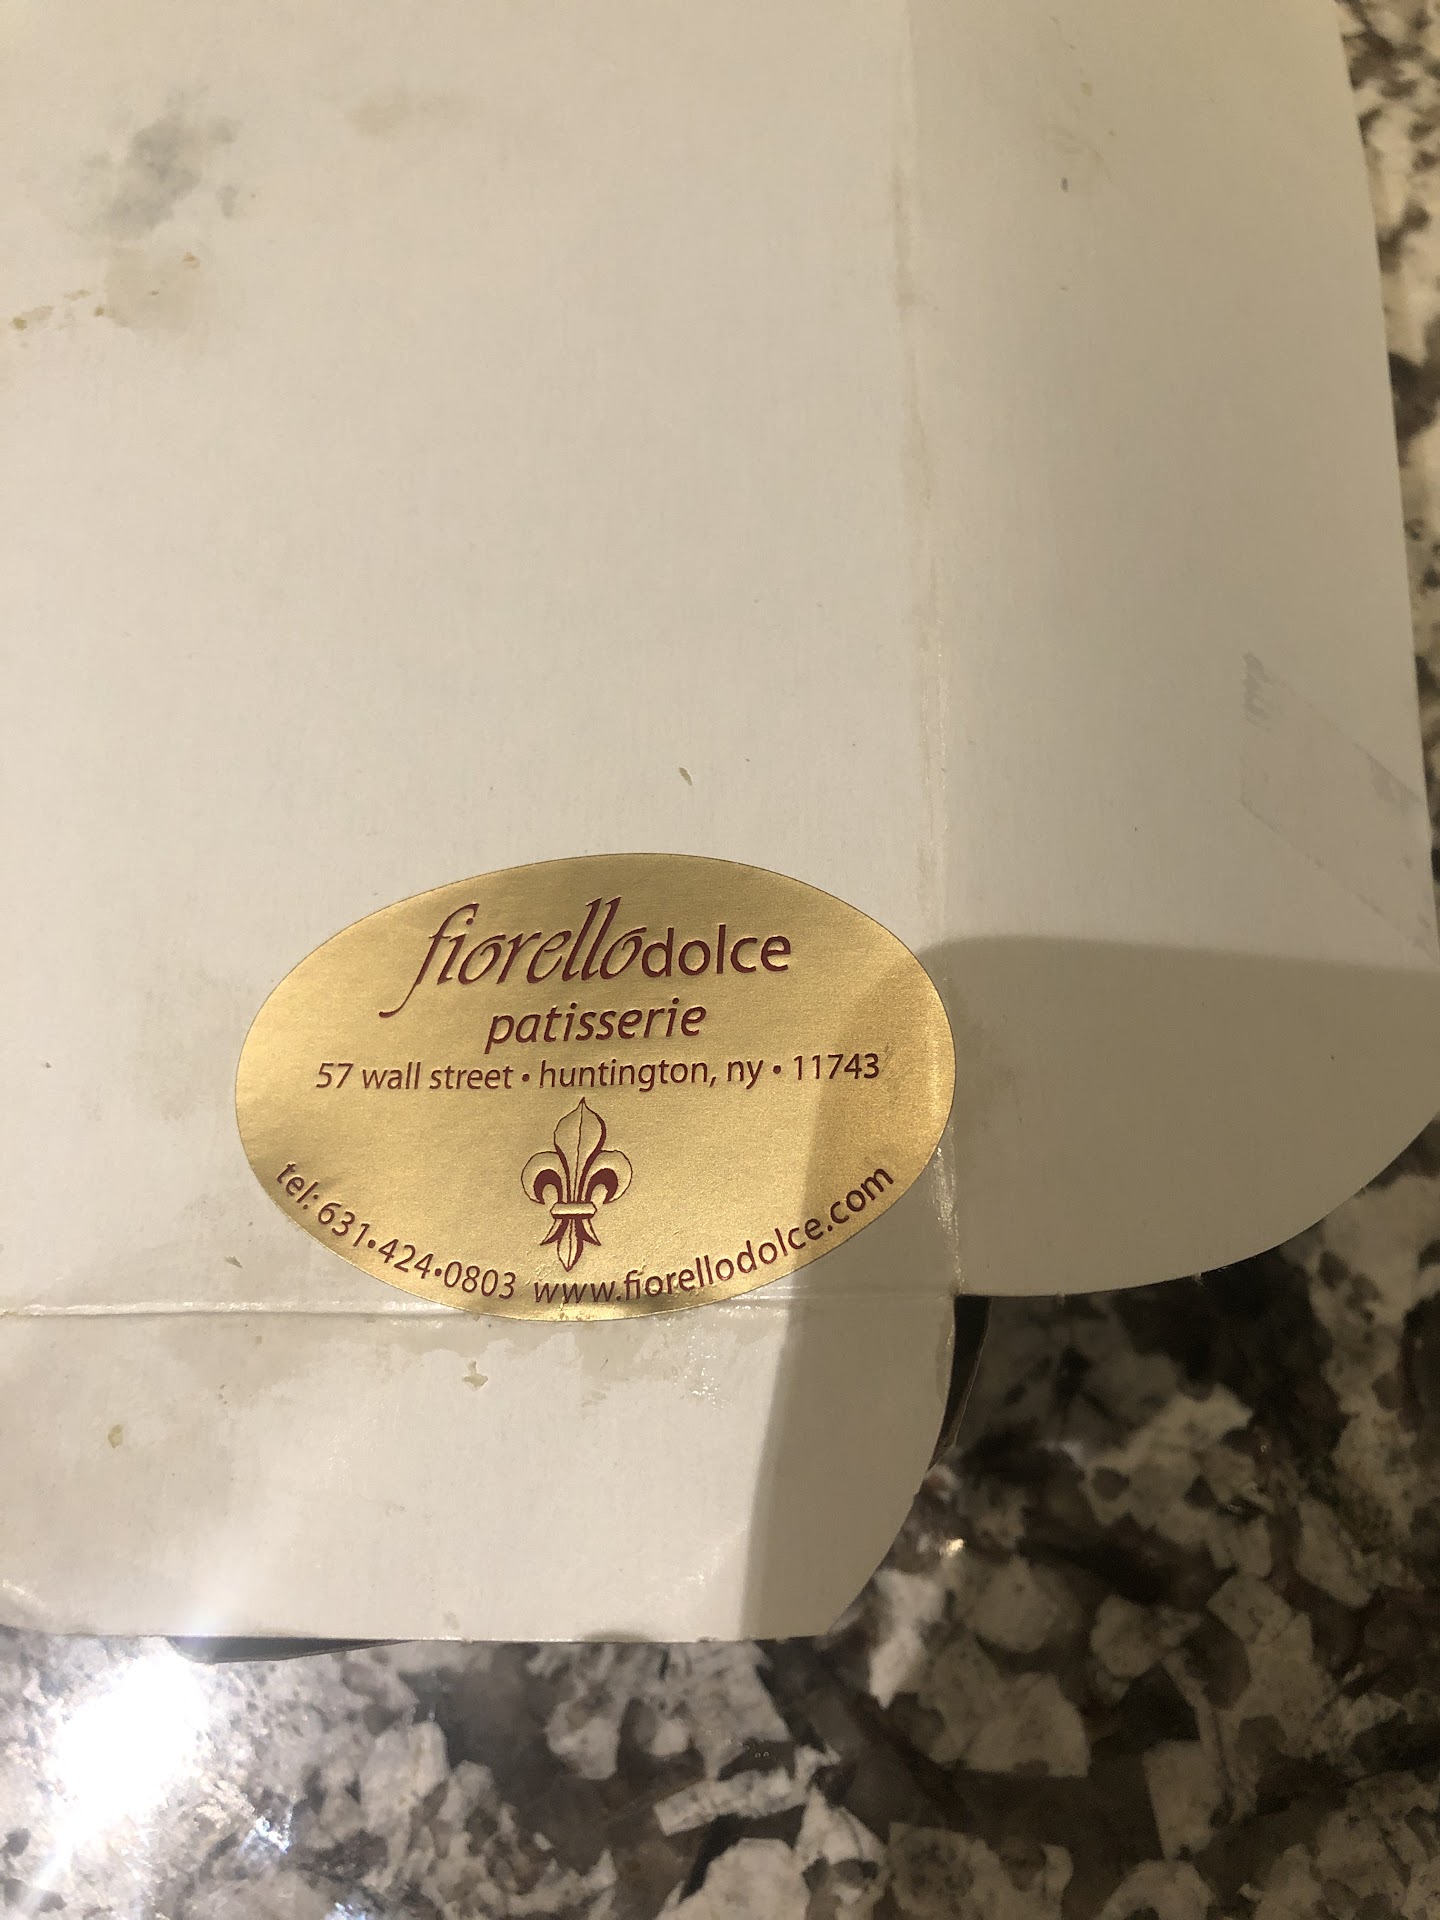 fiorellodolce
patisserie
57 wall street • huntington, ny • 11743
tel: 631•424•0803 www.fiorellodolce.com